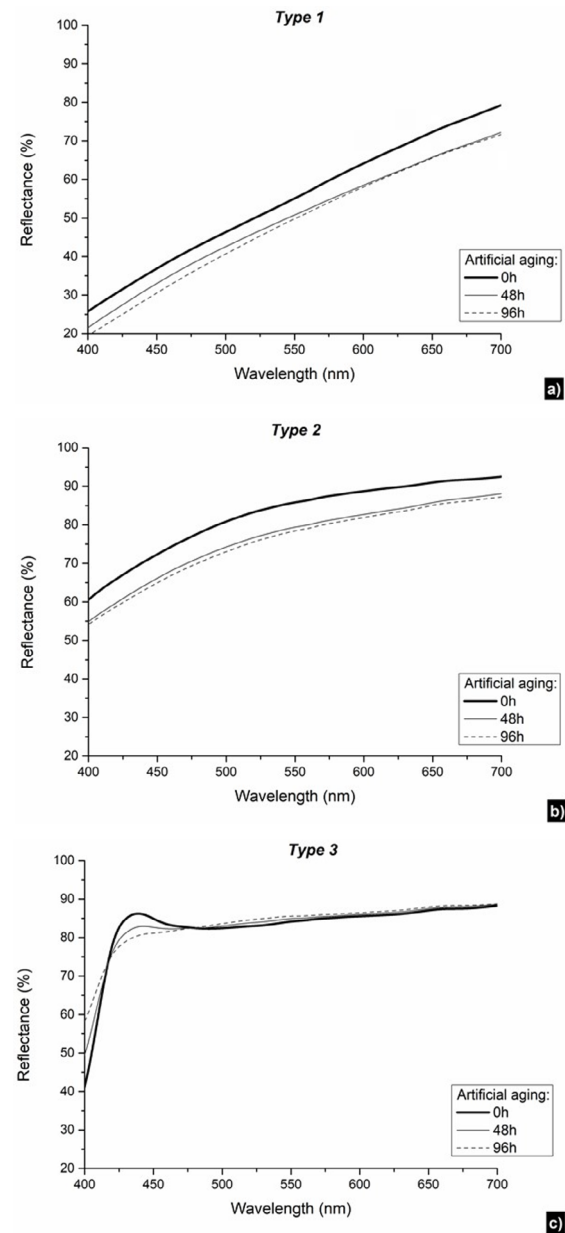 Type 1
100
90
80
70
60
50
40
30
20
Reflectance (%)
400 450 500 550 600 650 700
Wavelength (nm)
Artificial aging:
0h
48h
96h
a)
Type 2
100
90
80
70
60
50
40
30
20
Reflectance (%)
400 450 500 550 600 650 700
Wavelength (nm)
Artificial aging:
0h
48h
96h
b)
Type 3
100
90
80
70
60
50
40
30
20
Reflectance (%)
400 450 500 550 600 650 700
Wavelength (nm)
Artificial aging:
0h
48h
96h
c)